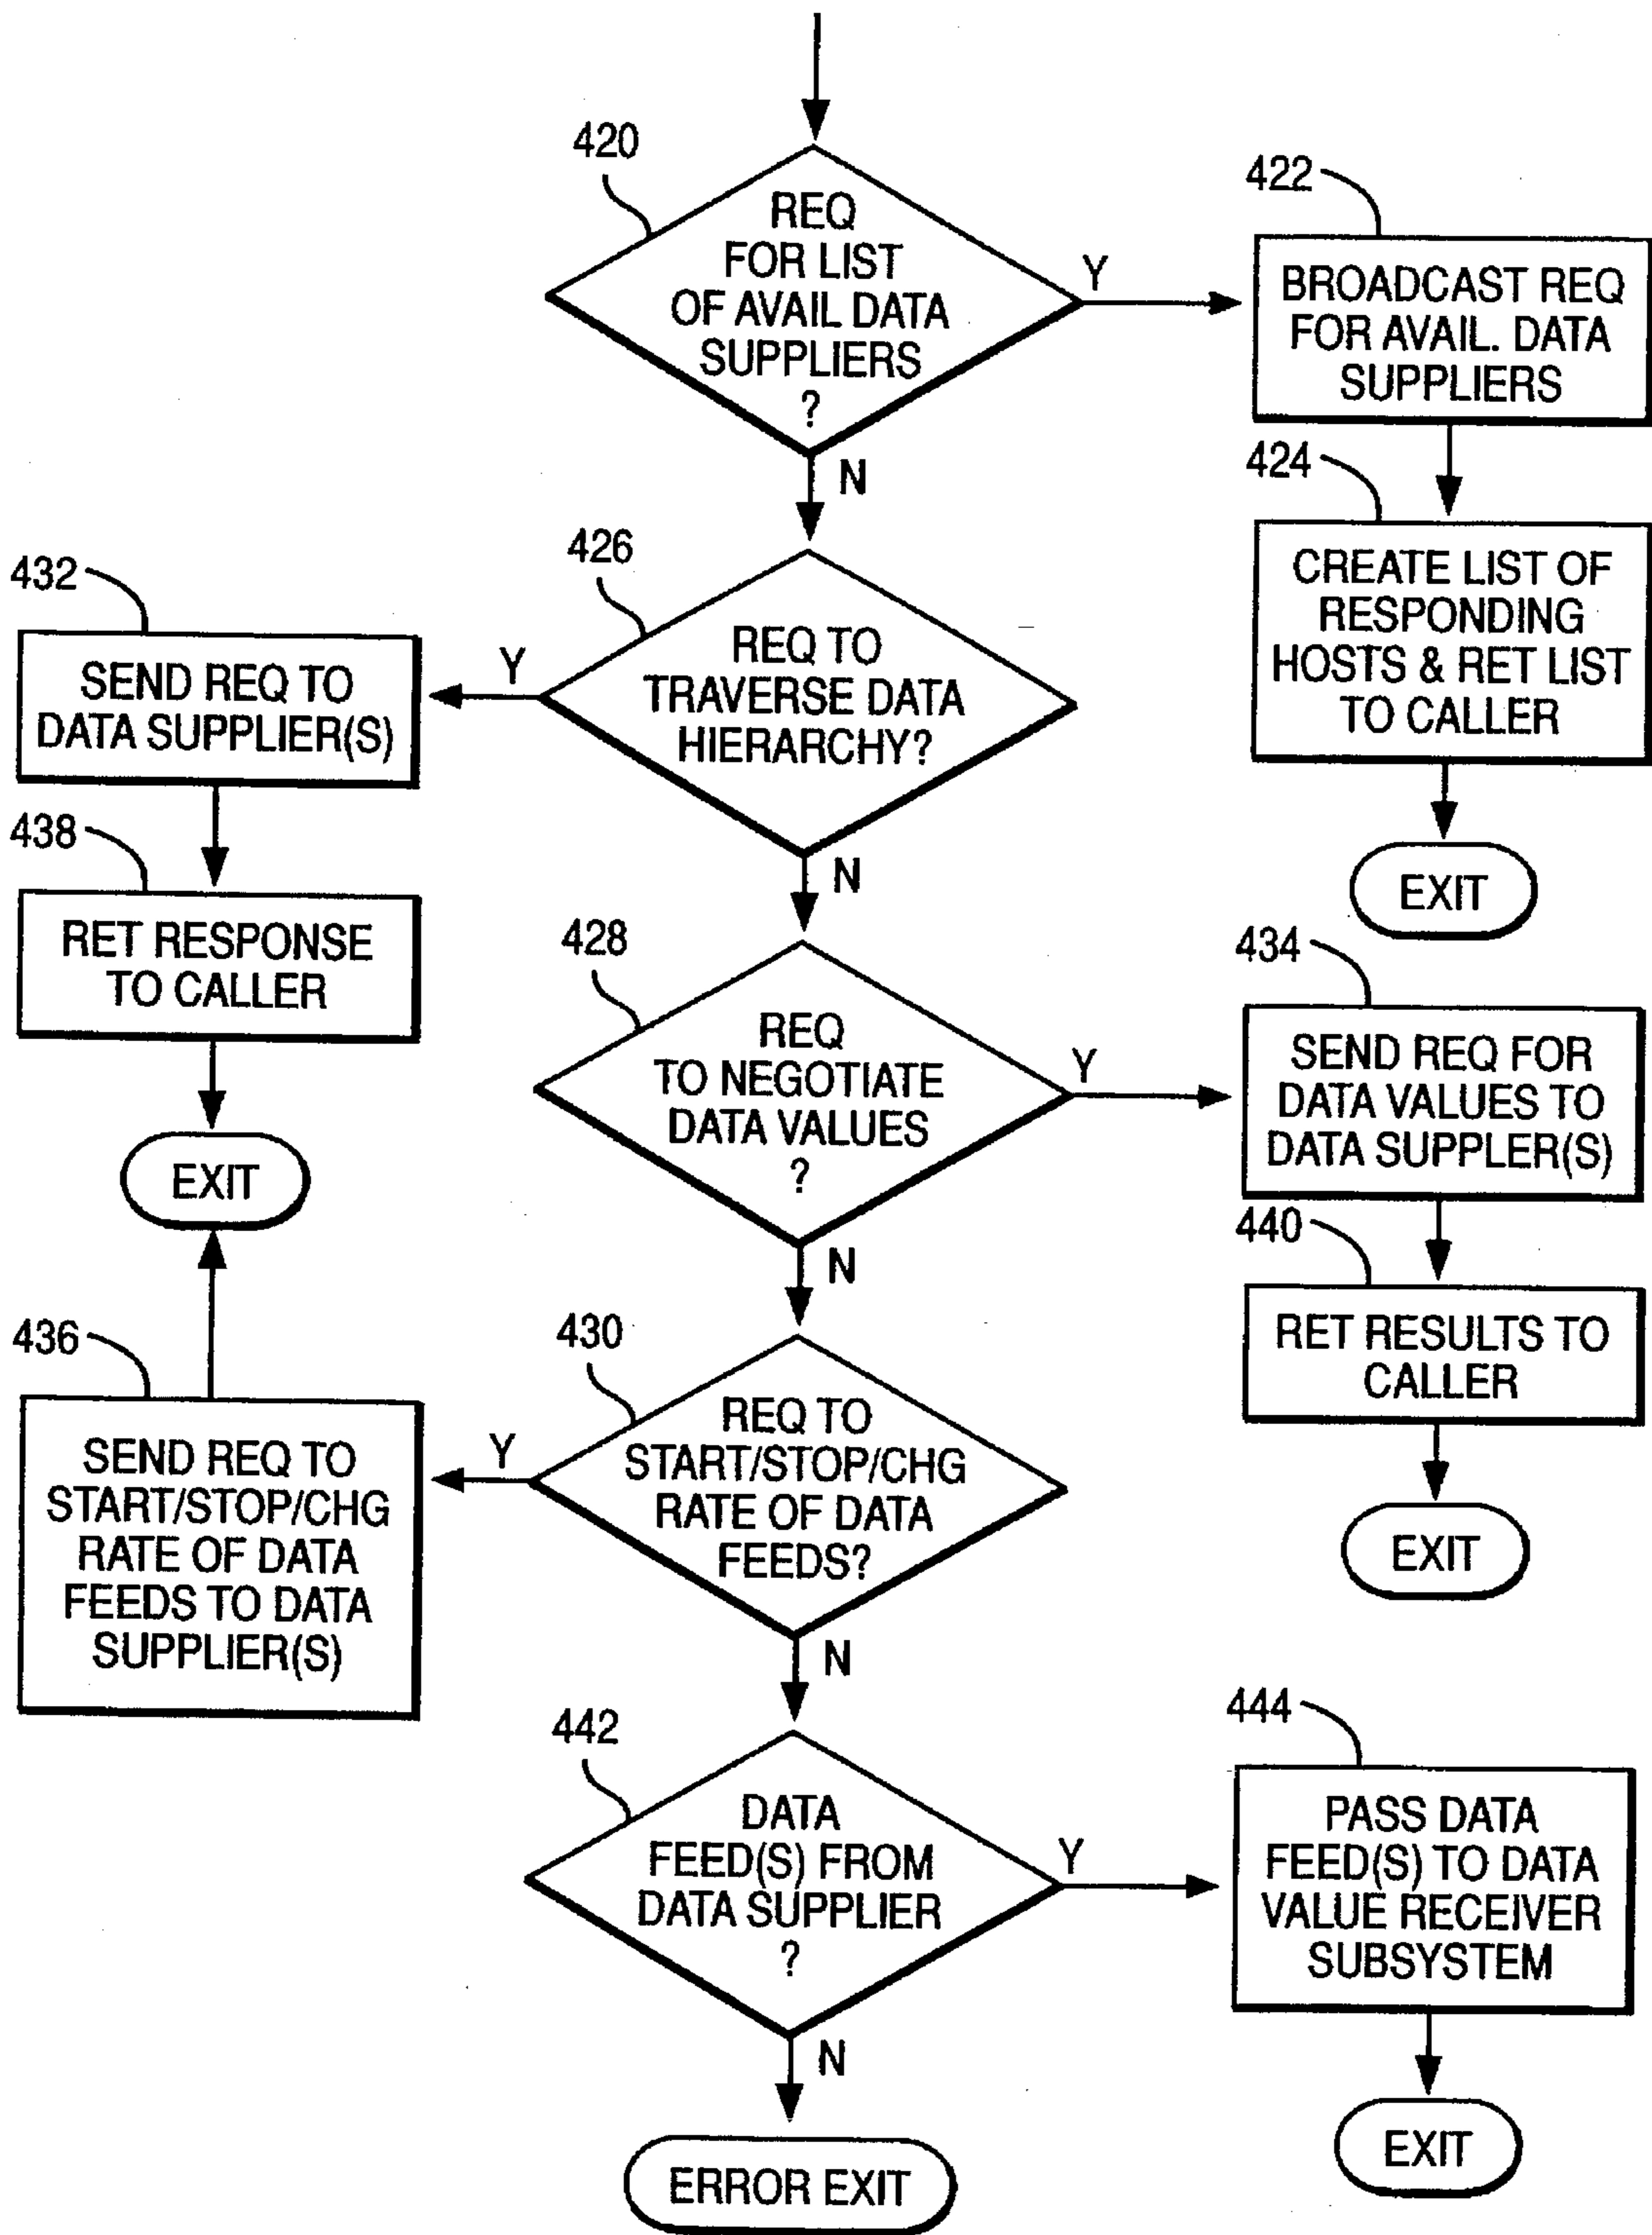 420
REQ
FOR LIST
OF AVAIL DATA
SUPPLIERS
?
Y
N
422
BROADCAST REQ
FOR AVAIL. DATA
SUPPLIERS
424
CREATE LIST OF
RESPONDING
HOSTS & RET LIST
TO CALLER
EXIT
426
REQ TO
TRAVERSE DATA
HIERARCHY?
Y
N
432
SEND REQ TO
DATA SUPPLIER(S)
438
RET RESPONSE
TO CALLER
EXIT
428
REQ
TO NEGOTIATE
DATA VALUES
?
Y
N
434
SEND REQ FOR
DATA VALUES TO
DATA SUPPLER(S)
440
RET RESULTS TO
CALLER
EXIT
430
REQ TO
START/STOP/CHG
RATE OF DATA
FEEDS?
Y
N
436
SEND REQ TO
START/STOP/CHG
RATE OF DATA
FEEDS TO DATA
SUPPLIER(S)
442
DATA
FEED(S) FROM
DATA SUPPLIER
?
Y
N
444
PASS DATA
FEED(S) TO DATA
VALUE RECEIVER
SUBSYSTEM
EXIT
ERROR EXIT